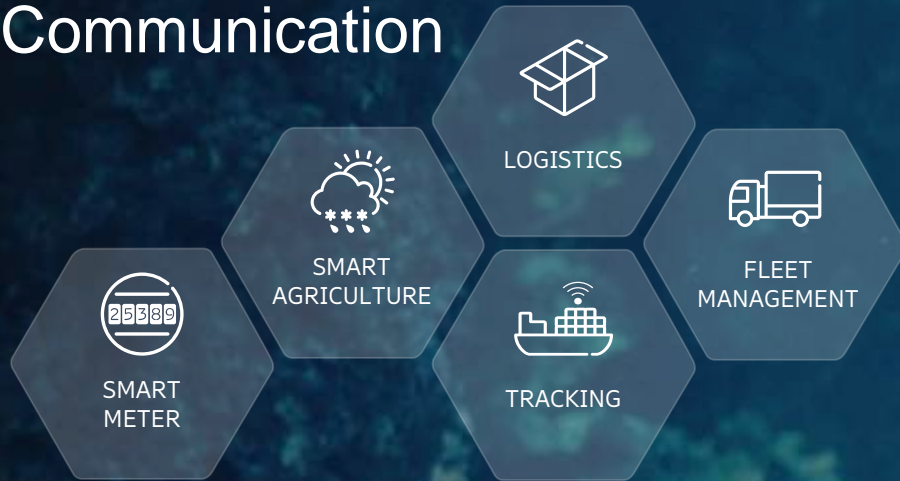 Communication
LOGISTICS
SMART
AGRICULTURE
FLEET
MANAGEMENT
25389
SMART
METER
TRACKING